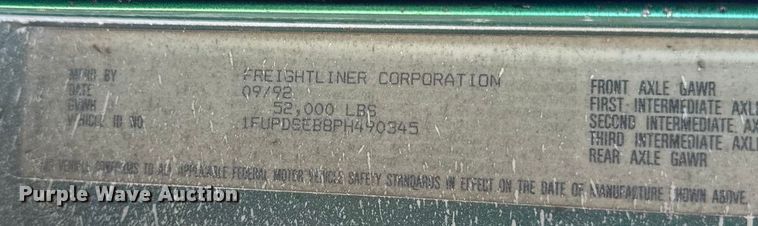 MFRD BY FREIGHTLINER CORPORATION
DATE 09/92
GVWR 52,000 LBS
VEHICLE ID NO 1FUPDSEB8PH490345
FRONT AXLE GAWR
FIRST INTERMEDIATE AXL
SECOND INTERMEDIATE AX
THIRD INTERMEDIATE AXL
REAR AXLE GAWR
VEHICLE CONFORMS TO ALL APPLICABLE FEDERAL MOTOR VEHICLE SAFETY STANDARDS IN EFFECT ON THE DATE OF MANUFACTURE SHOWN ABOVE.
Purple Wave Auction